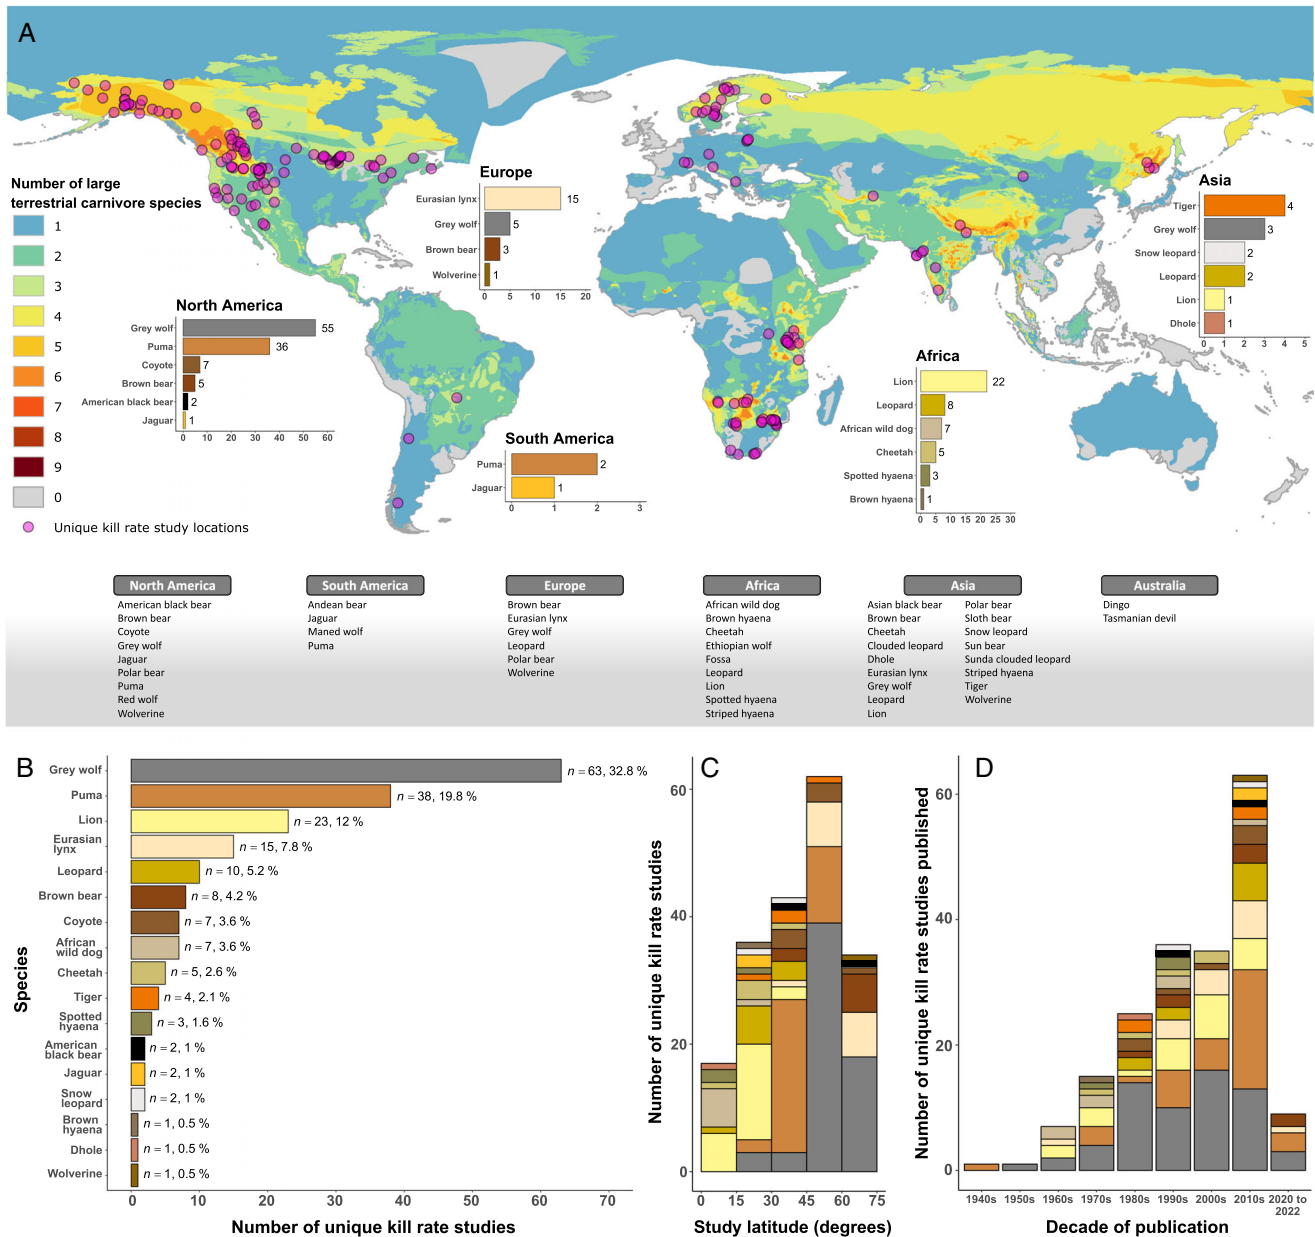 A
Number of large
terrestrial carnivore species
1
2
3
4
5
6
7
8
9
0
Unique kill rate study locations
North America
Grey wolf 55
Puma 36
Coyote 7
Brown bear 5
American black bear 2
Jaguar 1
0 10 20 30 40 50 60
Europe
Eurasian lynx 15
Grey wolf 5
Brown bear 3
Wolverine 1
0 5 10 15 20
South America
Puma 2
Jaguar 1
0 1 2 3
Africa
Lion 22
Leopard 8
African wild dog 7
Cheetah 5
Spotted hyaena 3
Brown hyaena 1
0 5 10 15 20 25 30
Asia
Tiger 4
Grey wolf 3
Snow leopard 2
Leopard 2
Lion 1
Dhole 1
0 1 2 3 4 5
North America
American black bear
Brown bear
Coyote
Grey wolf
Jaguar
Polar bear
Puma
Red wolf
Wolverine
South America
Andean bear
Jaguar
Maned wolf
Puma
Europe
Brown bear
Eurasian lynx
Grey wolf
Leopard
Polar bear
Wolverine
Africa
African wild dog
Brown hyaena
Cheetah
Ethiopian wolf
Fossa
Leopard
Lion
Spotted hyaena
Striped hyaena
Asia
Asian black bear
Brown bear
Cheetah
Clouded leopard
Dhole
Eurasian lynx
Grey wolf
Leopard
Lion
Polar bear
Sloth bear
Snow leopard
Sun bear
Sunda clouded leopard
Striped hyaena
Tiger
Wolverine
Australia
Dingo
Tasmanian devil
B
Species
Grey wolf n = 63, 32.8 %
Puma n = 38, 19.8 %
Lion n = 23, 12 %
Eurasian
lynx n = 15, 7.8 %
Leopard n = 10, 5.2 %
Brown bear n = 8, 4.2 %
Coyote n = 7, 3.6 %
African
wild dog n = 7, 3.6 %
Cheetah n = 5, 2.6 %
Tiger n = 4, 2.1 %
Spotted
hyaena n = 3, 1.6 %
American
black bear n = 2, 1 %
Jaguar n = 2, 1 %
Snow
leopard n = 2, 1 %
Brown
hyaena n = 1, 0.5 %
Dhole n = 1, 0.5 %
Wolverine n = 1, 0.5 %
0 10 20 30 40 50 60 70
Number of unique kill rate studies
C
Number of unique kill rate studies
60
40
20
0
0 15 30 45 60 75
Study latitude (degrees)
D
Number of unique kill rate studies published
60
40
20
0
1940s 1950s 1960s 1970s 1980s 1990s 2000s 2010s 2020 to
2022
Decade of publication